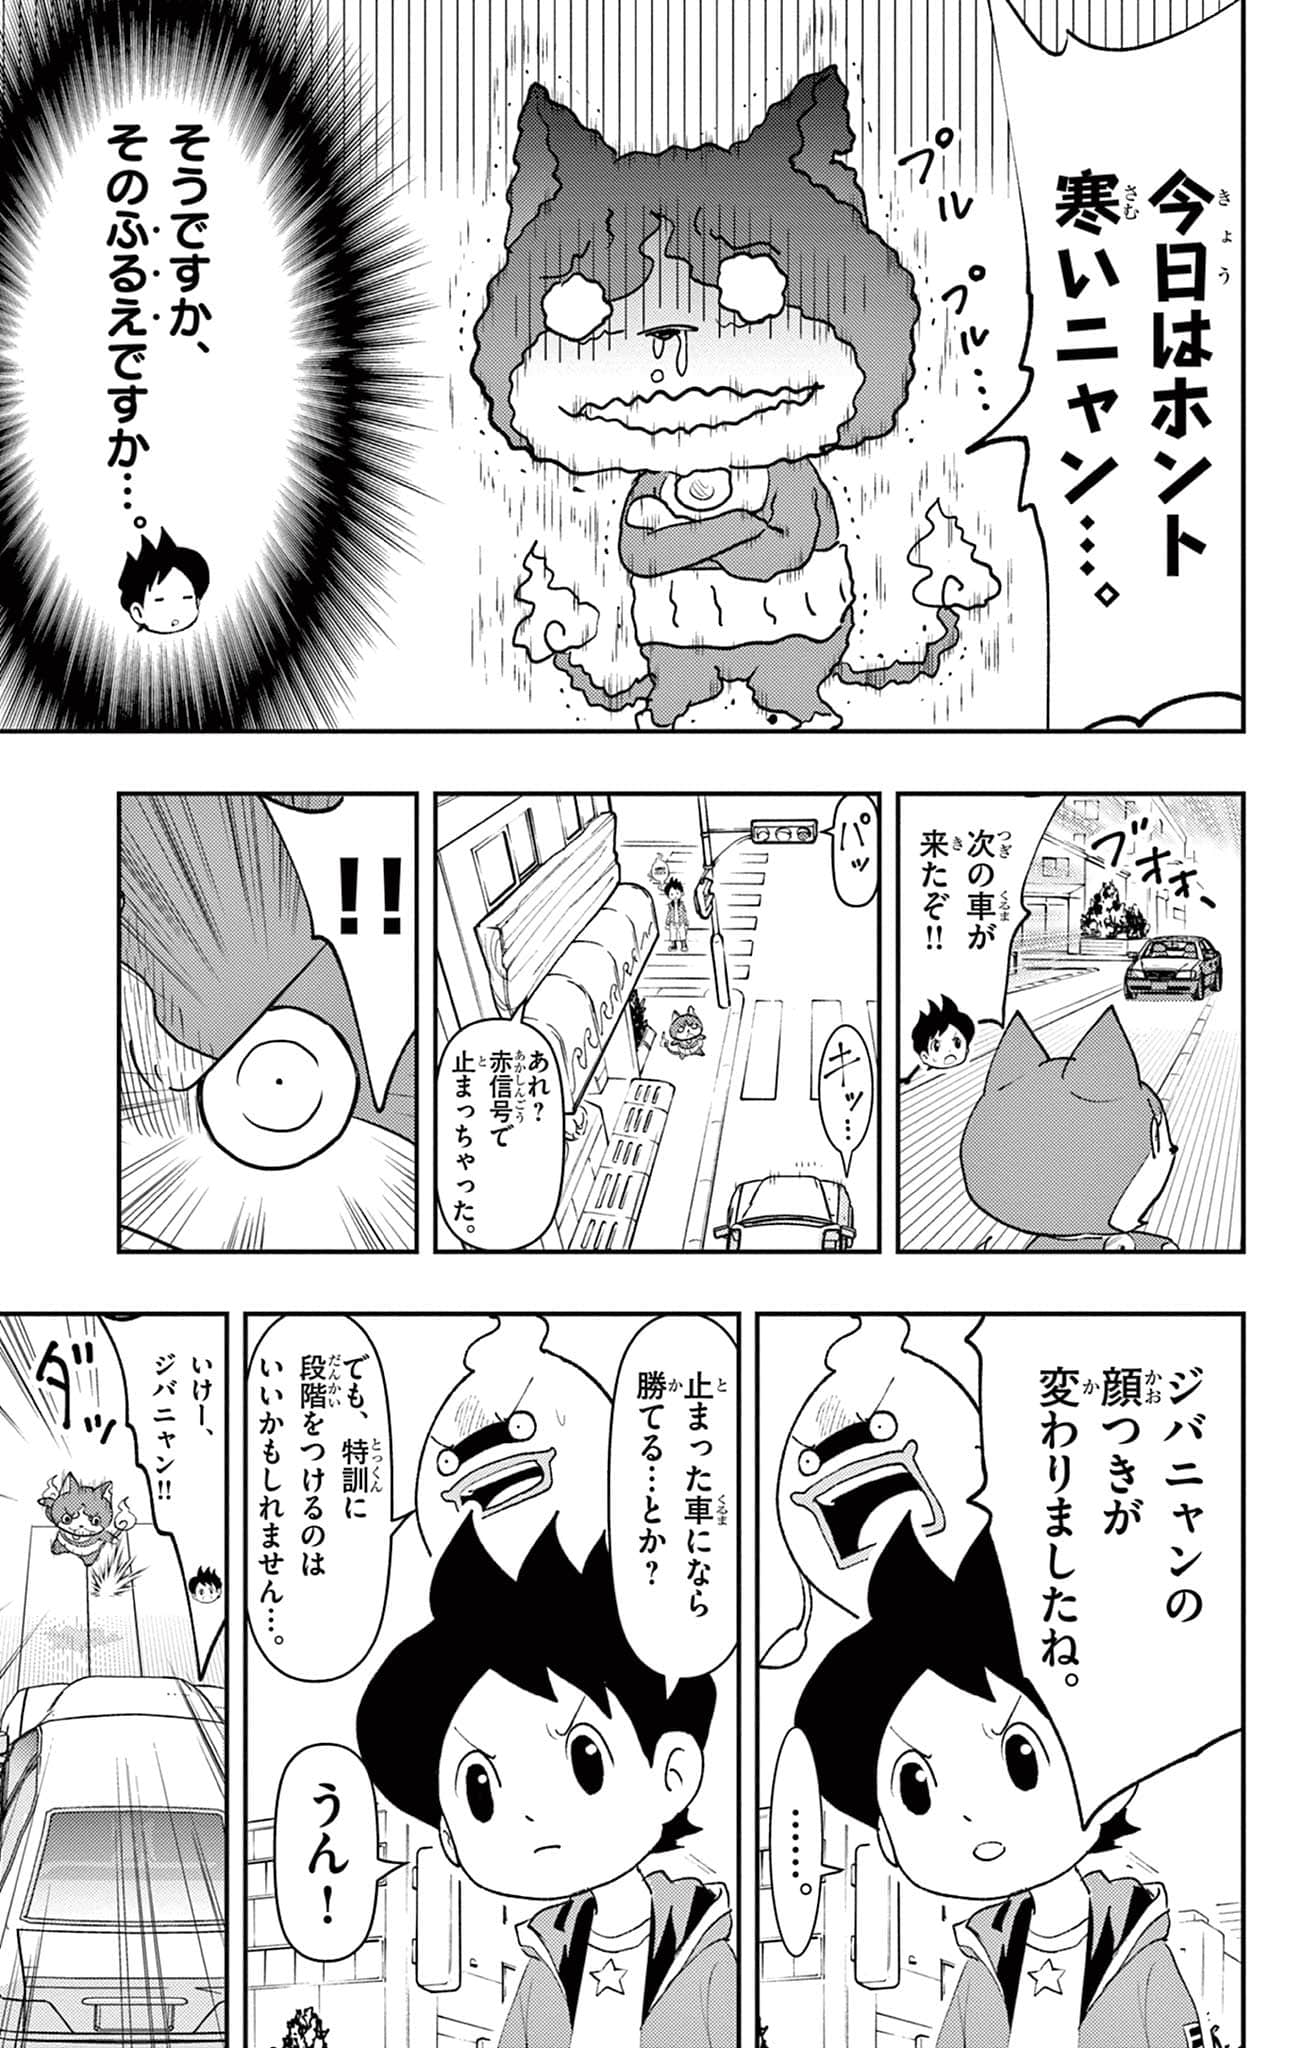 今日はホント
寒いニャン…。
プルプル…
そうですか、
そのふるえですか…。
ブオオ、
次の車が
来たぞ!!
パッ
キッ…
あれ?
赤信号で
止まっちゃった。
!!
ジバニャンの
顔つきが
変わりましたね。
……。
止まった車になら
勝てる…とか?
でも、特訓に
段階をつけるのは
いいかもしれません…。
うん!
いけー、
ジバニャン!!
ダッ